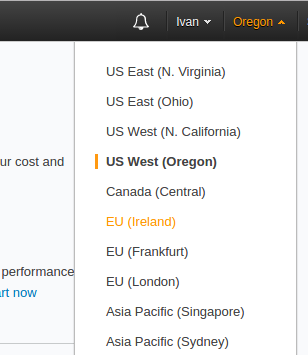 Ivan Oregon
US East (N. Virginia)
US East (Ohio)
US West (N. California)
ur cost and
US West (Oregon)
Canada (Central)
EU (Ireland)
EU (Frankfurt)
performance
EU (London)
art now
Asia Pacific (Singapore)
Asia Pacific (Sydney)